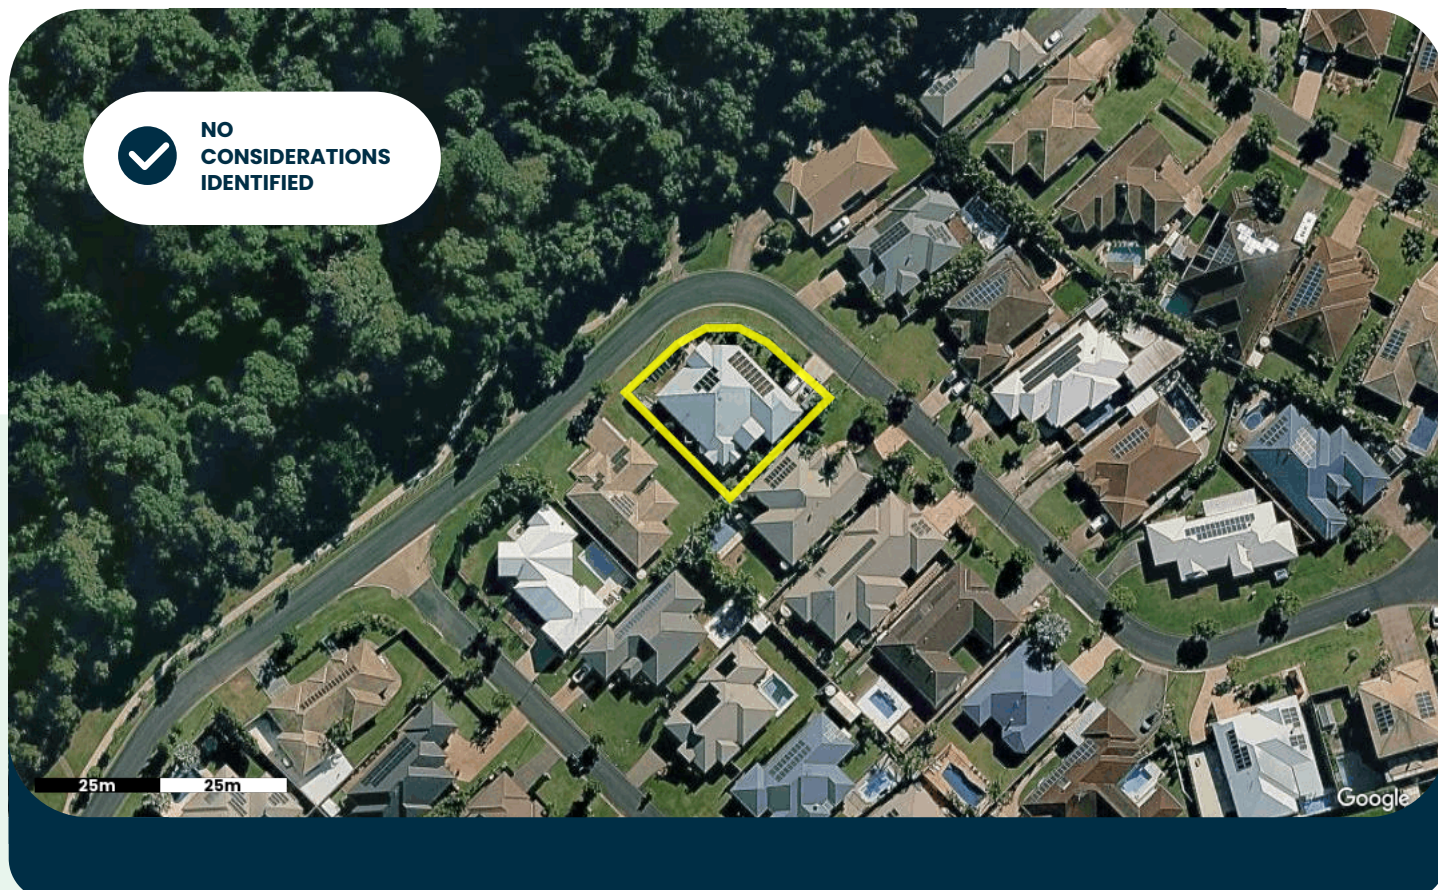 NO
CONSIDERATIONS
IDENTIFIED
25m 25m
Google